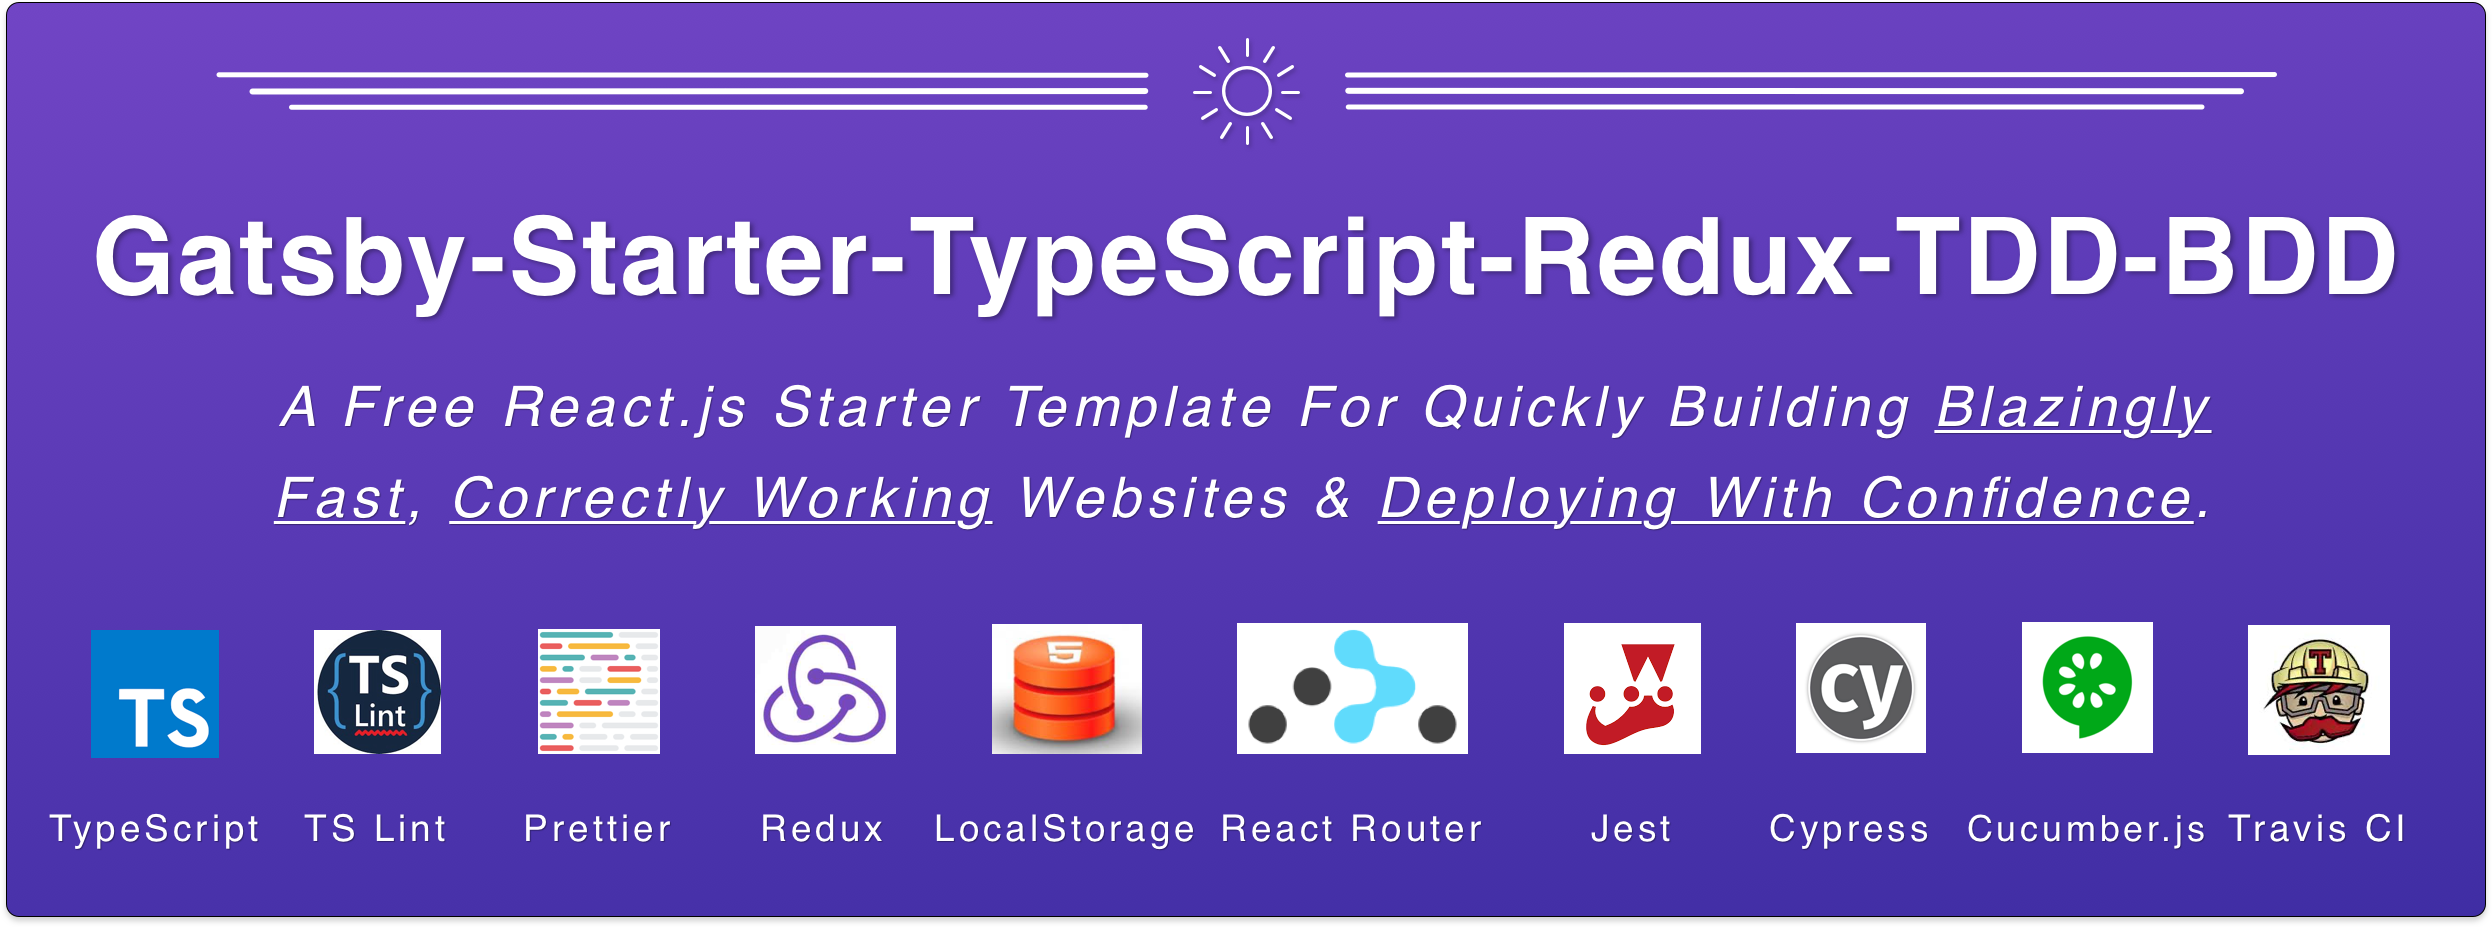 Gatsby-Starter-TypeScript-Redux-TDD-BDD
A Free React.js Starter Template For Quickly Building Blazingly
Fast, Correctly Working Websites & Deploying With Confidence.
TS
TS
Lint
5
cy
T
TypeScript TS Lint Prettier Redux LocalStorage React Router Jest Cypress Cucumber.js Travis CI